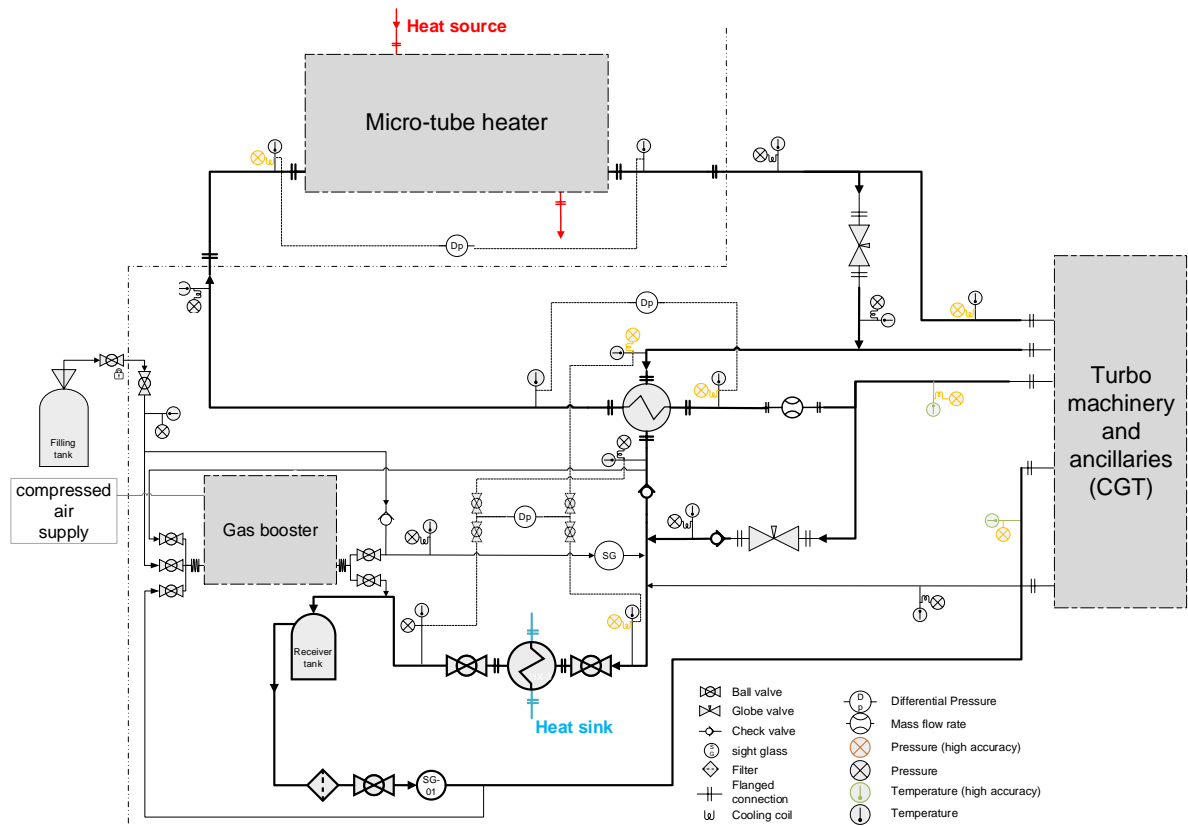 Heat source
Micro-tube heater
Dp
Dp
Filling
tank
compressed
air
supply
Gas booster
Dp
SG
Turbo
machinery
and
ancillaries
(CGT)
Receiver
tank
Heat sink
SG-
01
Ball valve
Globe valve
Check valve
S
G
sight glass
Filter
Flanged
connection
Cooling coil
D
p
Differential Pressure
Mass flow rate
Pressure (high accuracy)
Pressure
Temperature (high accuracy)
Temperature